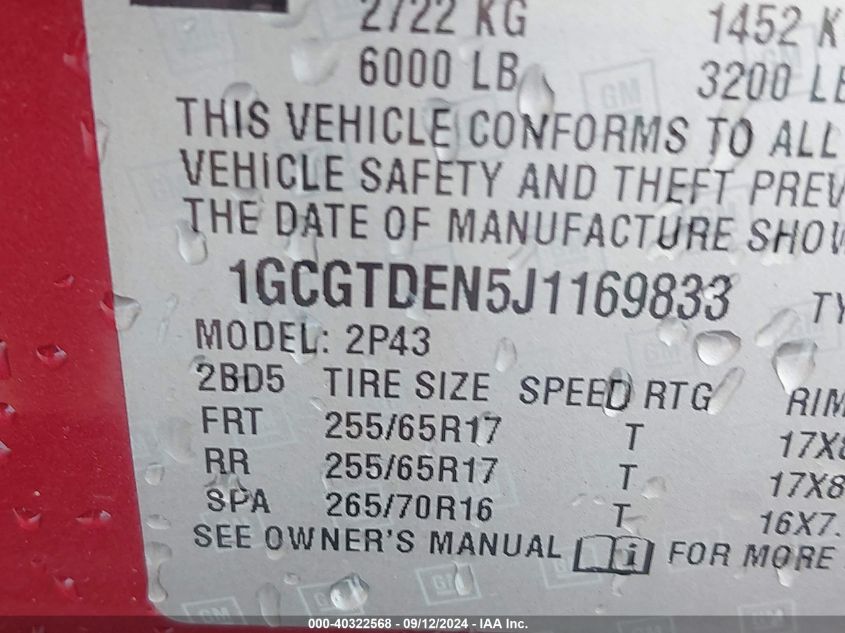 2722 KG 1452 K
6000 LB 3200 LB
THIS VEHICLE CONFORMS TO ALL
VEHICLE SAFETY AND THEFT PREV
THE DATE OF MANUFACTURE SHOW
1GCGTDEN5J1169833 TY
MODEL: 2P43
2BD5 TIRE SIZE SPEED RTG RIM
FRT 255/65R17 T 17X8
RR 255/65R17 T 17X8
SPA 265/70R16 T 16X7.
SEE OWNER'S MANUAL FOR MORE
000-40322568 - 09/12/2024 - IAA Inc.